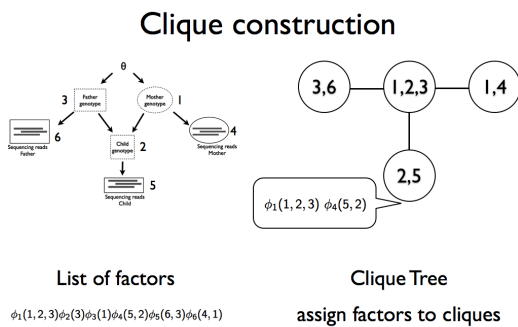 Clique construction
θ
3
Father
genotype
Mother
genotype
1
6
Sequencing reads
Father
Child
genotype
2
4
Sequencing reads
Mother
5
Sequencing reads
Child
3,6
1,2,3
1,4
2,5
ϕ₁(1, 2, 3) ϕ₄(5, 2)
List of factors
ϕ₁(1, 2, 3)ϕ₂(3)ϕ₃(1)ϕ₄(5, 2)ϕ₅(6, 3)ϕ₆(4, 1)
Clique Tree
assign factors to cliques